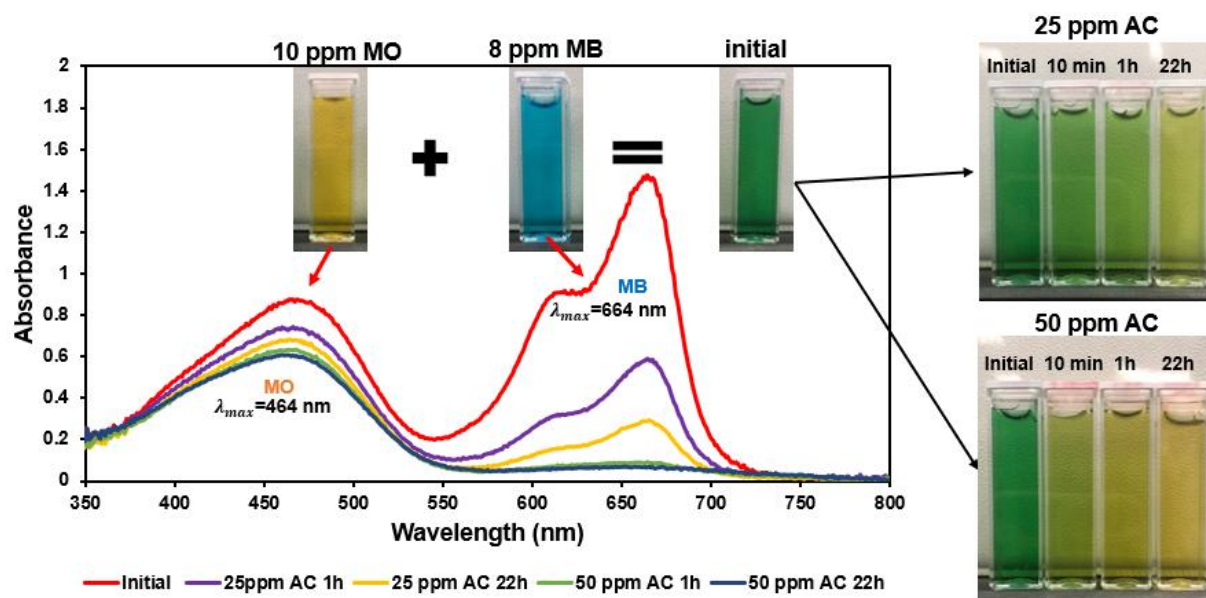 10 ppm MO
8 ppm MB
initial
25 ppm AC
Initial 10 min 1h 22h
50 ppm AC
Initial 10 min 1h 22h
Absorbance
2
1.8
1.6
1.4
1.2
1
0.8
0.6
0.4
0.2
0
+
=
MB
λmax=664 nm
MO
λmax=464 nm
350 400 450 500 550 600 650 700 750 800
Wavelength (nm)
Initial 25ppm AC 1h 25 ppm AC 22h 50 ppm AC 1h 50 ppm AC 22h